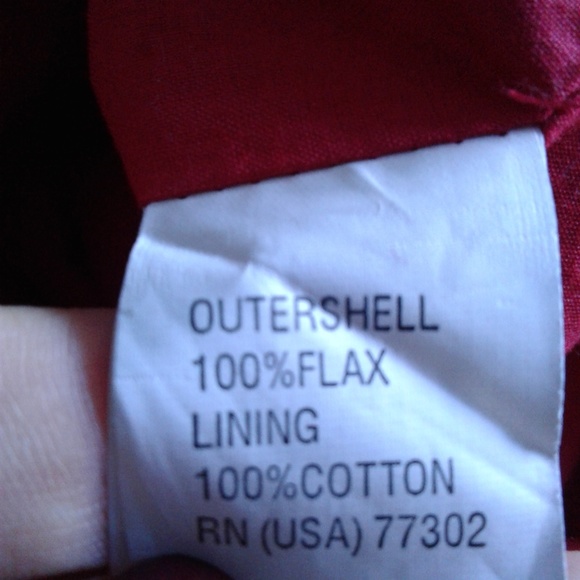 OUTERSHELL
100%FLAX
LINING
100%COTTON
RN (USA) 77302